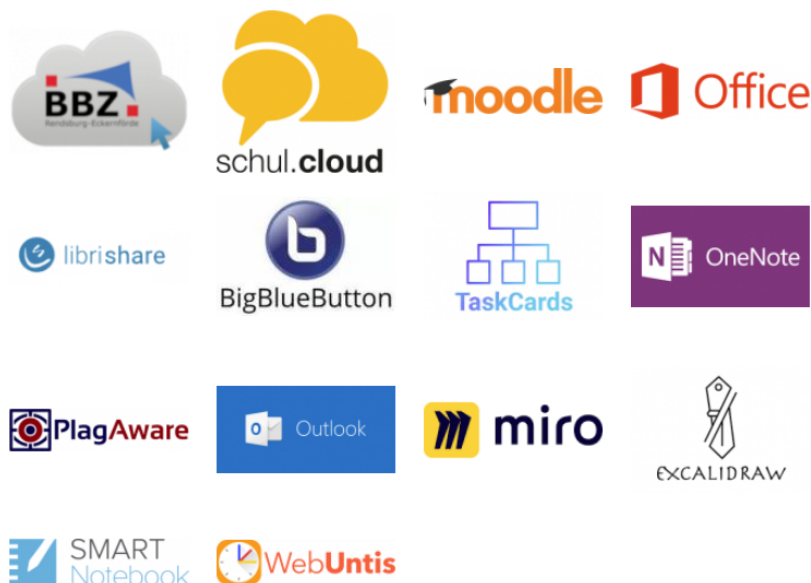 BBZ
Rendsburg-Eckernförde
schul.cloud
moodle
Office
librishare
BigBlueButton
TaskCards
N OneNote
PlagAware
o Outlook
miro
EXCALIDRAW
SMART
Notebook
WebUntis